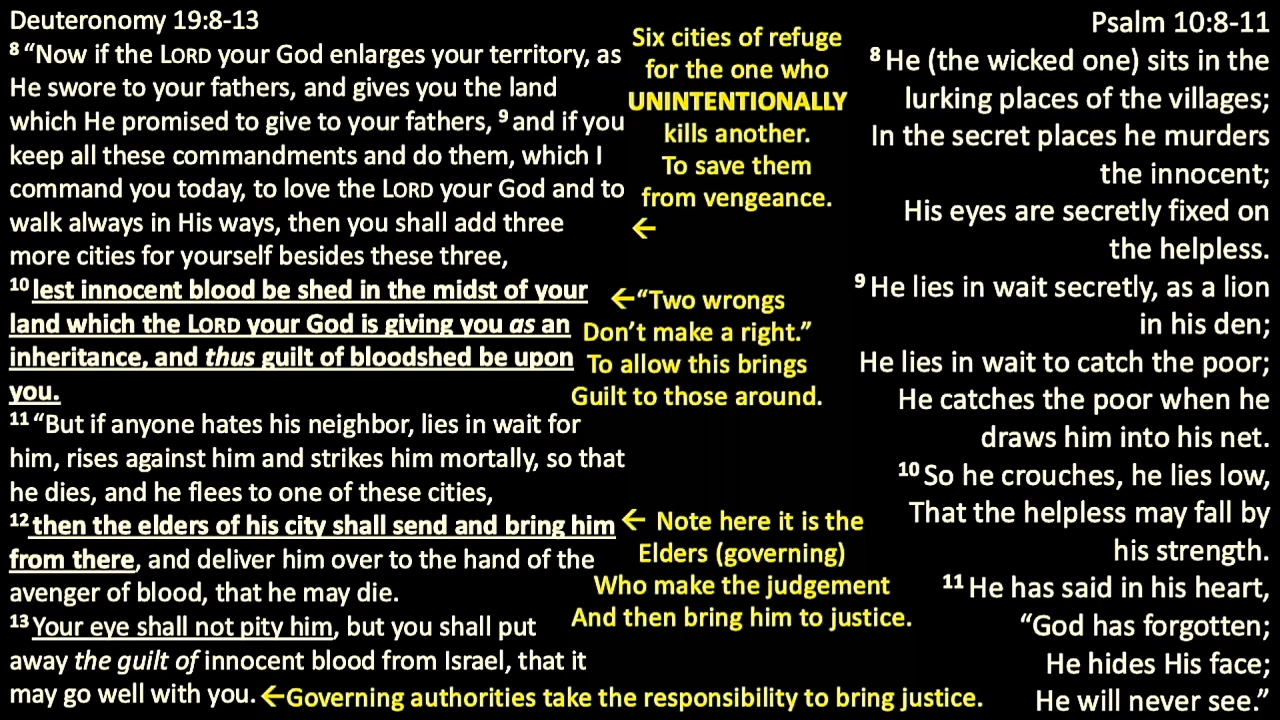 Deuteronomy 19:8-13
8 “Now if the LORD your God enlarges your territory, as
He swore to your fathers, and gives you the land
which He promised to give to your fathers, 9 and if you
keep all these commandments and do them, which I
command you today, to love the LORD your God and to
walk always in His ways, then you shall add three
more cities for yourself besides these three,
10 lest innocent blood be shed in the midst of your
land which the LORD your God is giving you as an
inheritance, and thus guilt of bloodshed be upon
you.
11 “But if anyone hates his neighbor, lies in wait for
him, rises against him and strikes him mortally, so that
he dies, and he flees to one of these cities,
12 then the elders of his city shall send and bring him
from there, and deliver him over to the hand of the
avenger of blood, that he may die.
13 Your eye shall not pity him, but you shall put
away the guilt of innocent blood from Israel, that it
may go well with you. ←Governing authorities take the responsibility to bring justice.
Six cities of refuge
for the one who
UNINTENTIONALLY
kills another.
To save them
from vengeance.
←
←“Two wrongs
Don’t make a right.”
To allow this brings
Guilt to those around.
← Note here it is the
Elders (governing)
Who make the judgement
And then bring him to justice.
Psalm 10:8-11
8 He (the wicked one) sits in the
lurking places of the villages;
In the secret places he murders
the innocent;
His eyes are secretly fixed on
the helpless.
9 He lies in wait secretly, as a lion
in his den;
He lies in wait to catch the poor;
He catches the poor when he
draws him into his net.
10 So he crouches, he lies low,
That the helpless may fall by
his strength.
11 He has said in his heart,
“God has forgotten;
He hides His face;
He will never see.”